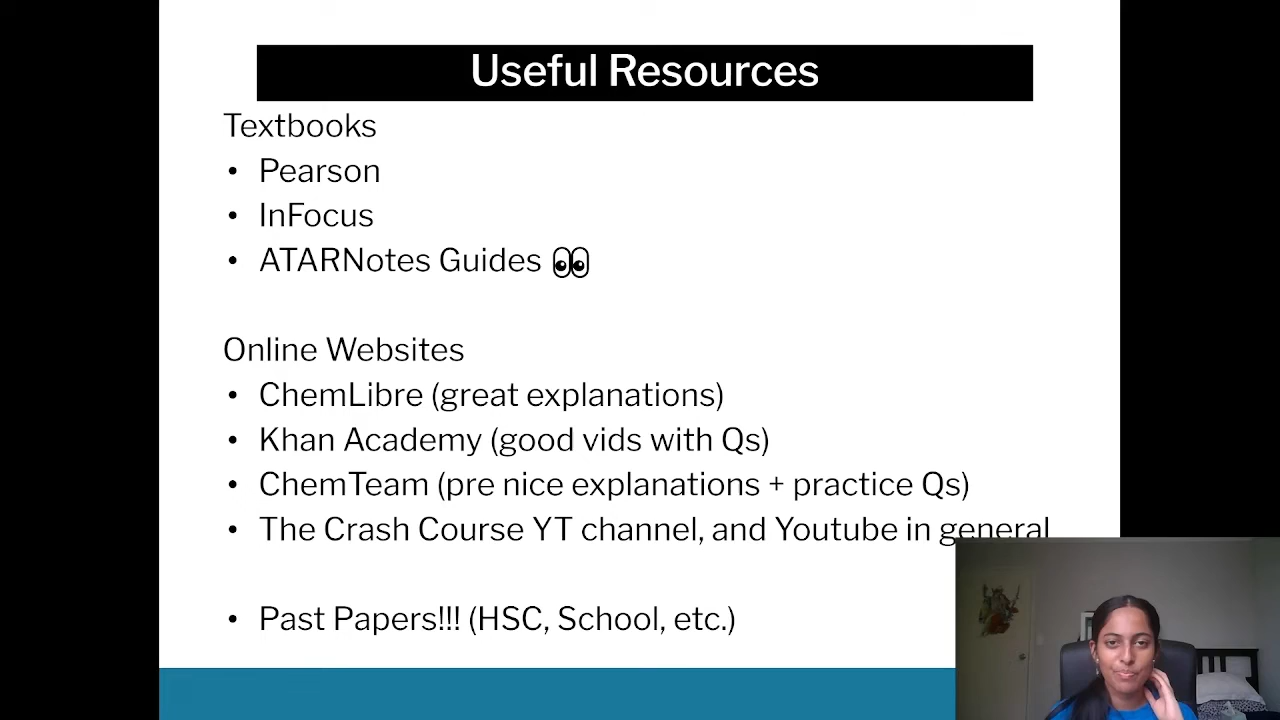 Useful Resources
Textbooks
• Pearson
• InFocus
• ATARNotes Guides 👀
Online Websites
• ChemLibre (great explanations)
• Khan Academy (good vids with Qs)
• ChemTeam (pre nice explanations + practice Qs)
• The Crash Course YT channel, and Youtube in general
• Past Papers!!! (HSC, School, etc.)